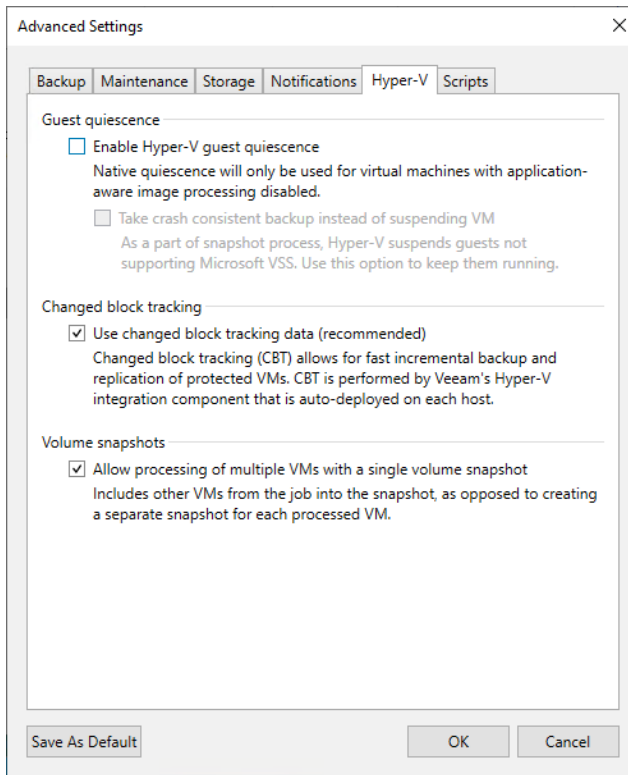 Advanced Settings
Backup Maintenance Storage Notifications Hyper-V Scripts
Guest quiescence
Enable Hyper-V guest quiescence
Native quiescence will only be used for virtual machines with application-
aware image processing disabled.
Take crash consistent backup instead of suspending VM
As a part of snapshot process, Hyper-V suspends guests not
supporting Microsoft VSS. Use this option to keep them running.
Changed block tracking
Use changed block tracking data (recommended)
Changed block tracking (CBT) allows for fast incremental backup and
replication of protected VMs. CBT is performed by Veeam's Hyper-V
integration component that is auto-deployed on each host.
Volume snapshots
Allow processing of multiple VMs with a single volume snapshot
Includes other VMs from the job into the snapshot, as opposed to creating
a separate snapshot for each processed VM.
Save As Default OK Cancel